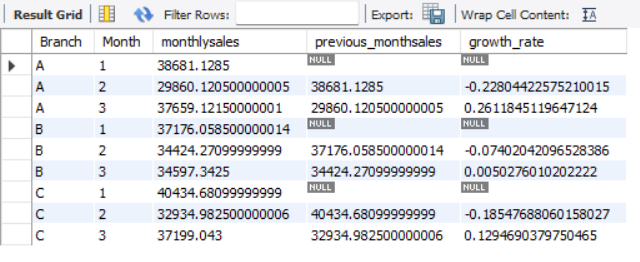 Result Grid Filter Rows: Export: Wrap Cell Content: IA
Branch Month monthlysales previous_monthsales growth_rate
A 1 38681.1285 NULL NULL
A 2 29860.120500000005 38681.1285 -0.22804422575210015
A 3 37659.12150000001 29860.120500000005 0.2611845119647124
B 1 37176.058500000014 NULL NULL
B 2 34424.27099999999 37176.058500000014 -0.07402042096528386
B 3 34597.3425 34424.27099999999 0.0050276010202222
C 1 40434.68099999999 NULL NULL
C 2 32934.982500000006 40434.68099999999 -0.18547688060158027
C 3 37199.043 32934.982500000006 0.1294690379750465